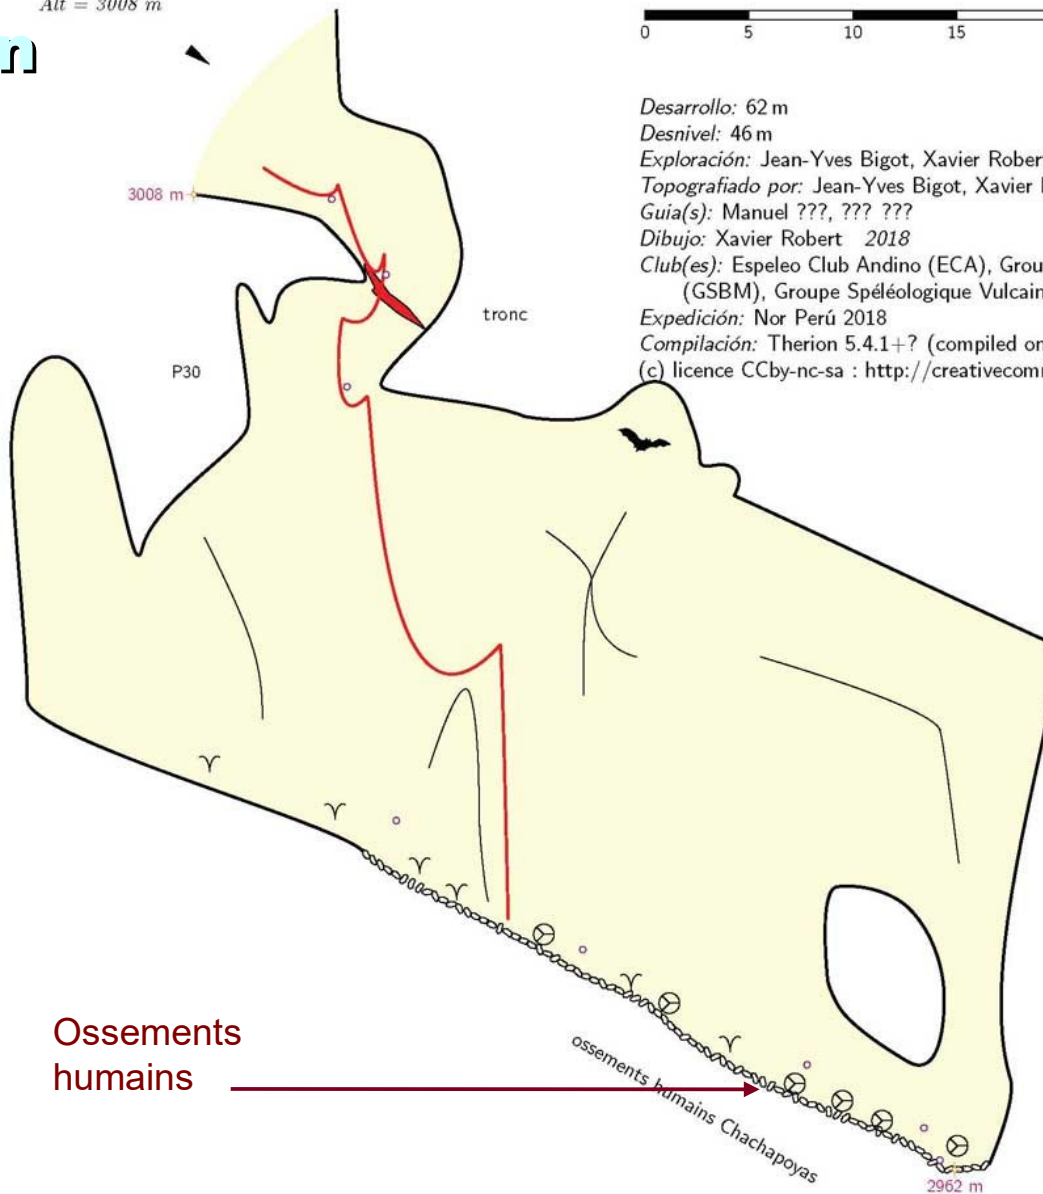 Alt = 3008 m
n
0 5 10 15
Desarrollo: 62 m
Desnivel: 46 m
Exploración: Jean-Yves Bigot, Xavier Rober
Topografiado por: Jean-Yves Bigot, Xavier
Guia(s): Manuel ???, ??? ???
Dibujo: Xavier Robert 2018
Club(es): Espeleo Club Andino (ECA), Grou
(GSBM), Groupe Spéléologique Vulcain
Expedición: Nor Perú 2018
Compilación: Therion 5.4.1+? (compiled on
(c) licence CCby-nc-sa : http://creativecom
3008 m
tronc
P30
Ossements
humains
ossements humains Chachapoyas
2962 m